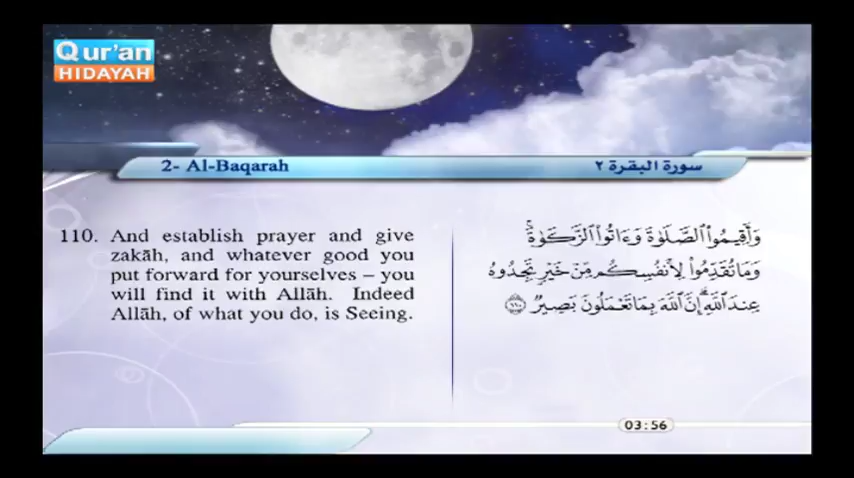 Qur'an
HIDAYAH
2- Al-Baqarah
سورة البقرة ٢
110. And establish prayer and give
zakāh, and whatever good you
put forward for yourselves – you
will find it with Allāh. Indeed
Allāh, of what you do, is Seeing.
وَأَقِيمُوا۟ ٱلصَّلَوٰةَ وَءَاتُوا۟ ٱلزَّكَوٰةَ ۚ
وَمَا تُقَدِّمُوا۟ لِأَنفُسِكُم مِّنْ خَيْرٍ تَجِدُوهُ
عِندَ ٱللَّهِ ۗ إِنَّ ٱللَّهَ بِمَا تَعْمَلُونَ بَصِيرٌ ١١٠
03:56